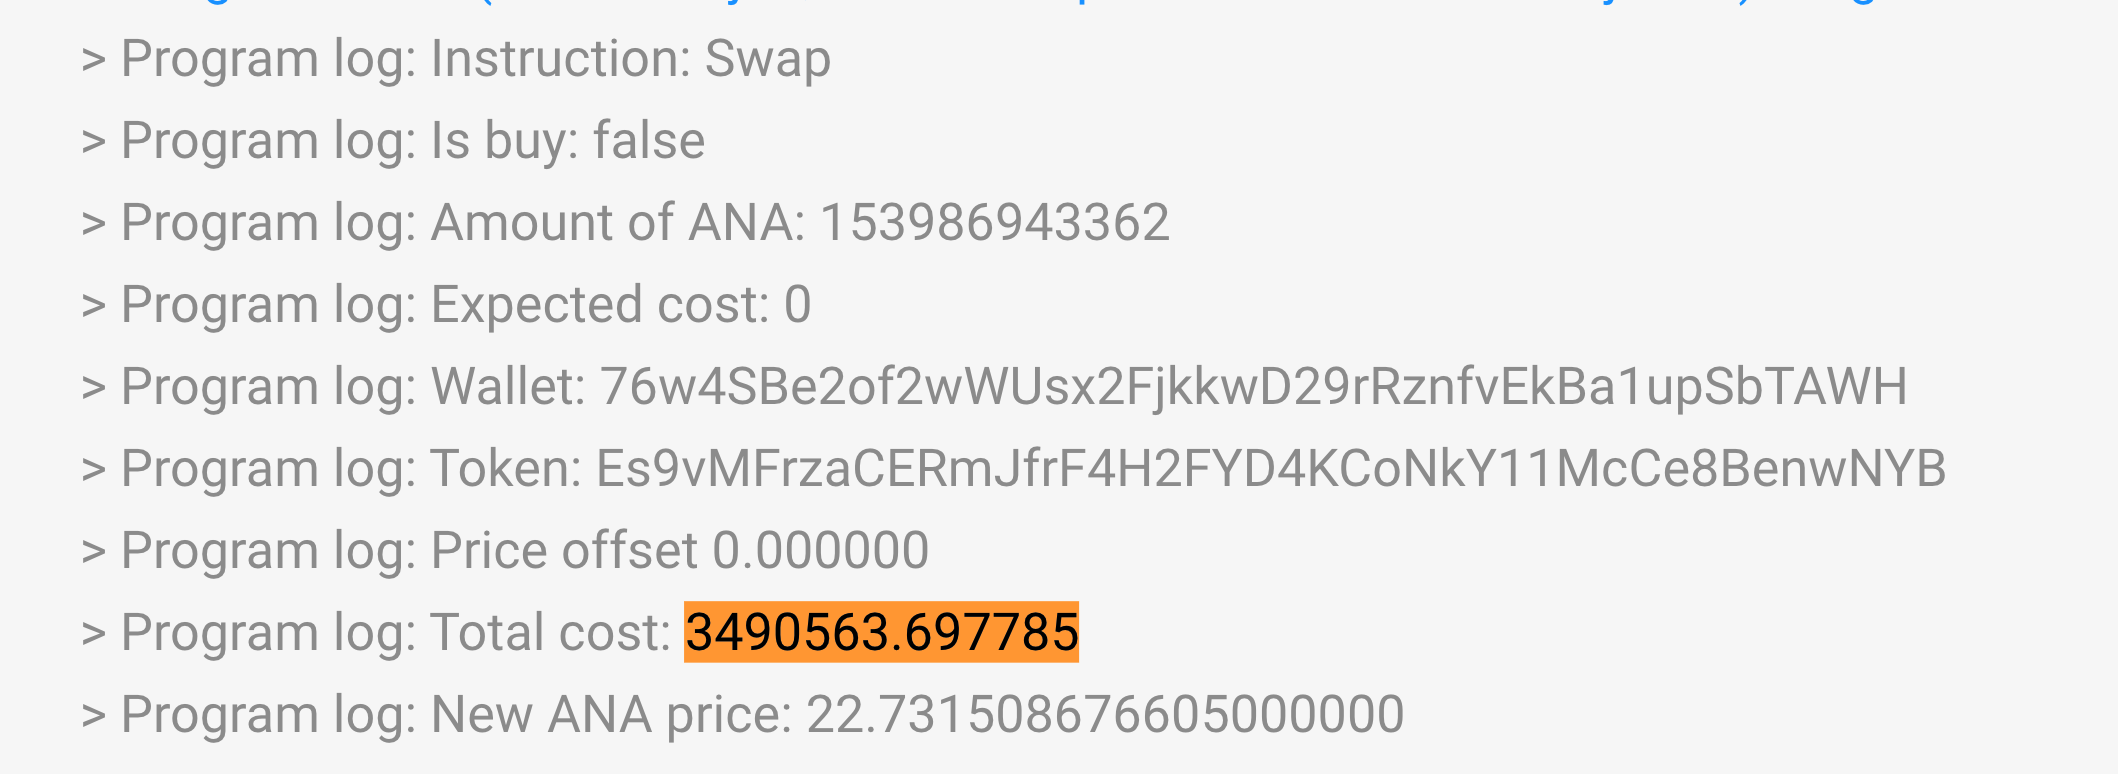 > Program log: Instruction: Swap
> Program log: Is buy: false
> Program log: Amount of ANA: 153986943362
> Program log: Expected cost: 0
> Program log: Wallet: 76w4SBe2of2wWUsx2FjkkwD29rRznfvEkBa1upSbTAWH
> Program log: Token: Es9vMFrzaCERmJfrF4H2FYD4KCoNkY11McCe8BenwNYB
> Program log: Price offset 0.000000
> Program log: Total cost: 3490563.697785
> Program log: New ANA price: 22.731508676605000000